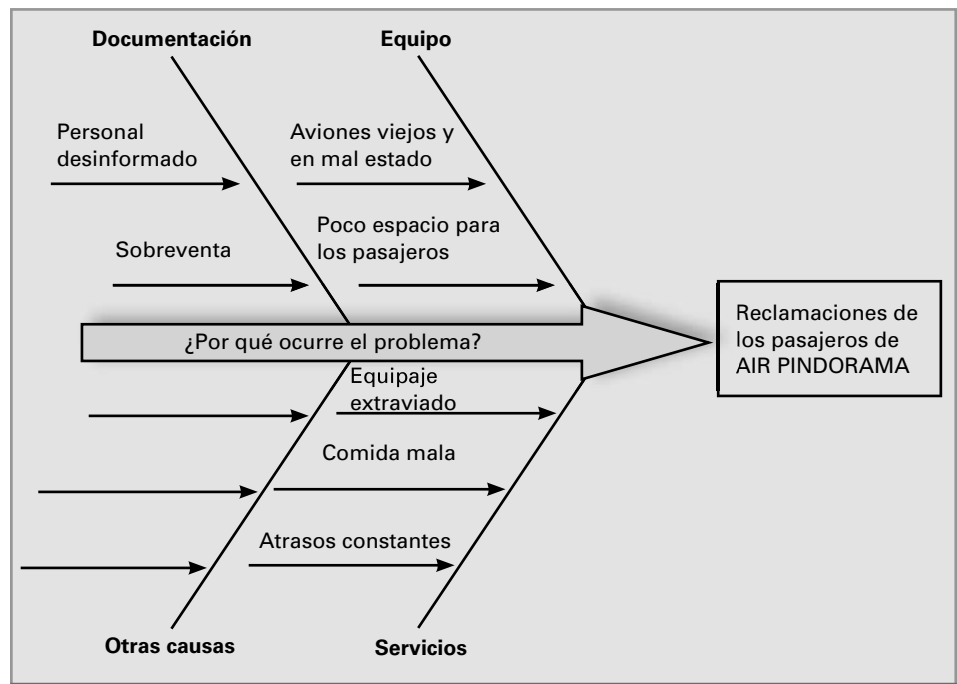 Documentación
Equipo
Personal
desinformado
Aviones viejos y
en mal estado
Sobreventa
Poco espacio para
los pasajeros
¿Por qué ocurre el problema?
Reclamaciones de
los pasajeros de
AIR PINDORAMA
Equipaje
extraviado
Comida mala
Atrasos constantes
Otras causas
Servicios